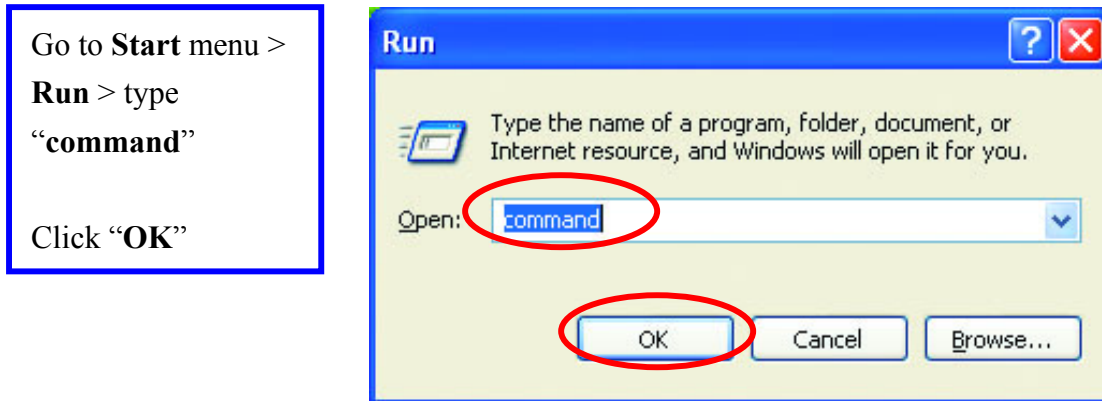 Go to Start menu >
Run > type
“command”
Click “OK”
Run
Type the name of a program, folder, document, or
Internet resource, and Windows will open it for you.
Open: command
OK Cancel Browse...